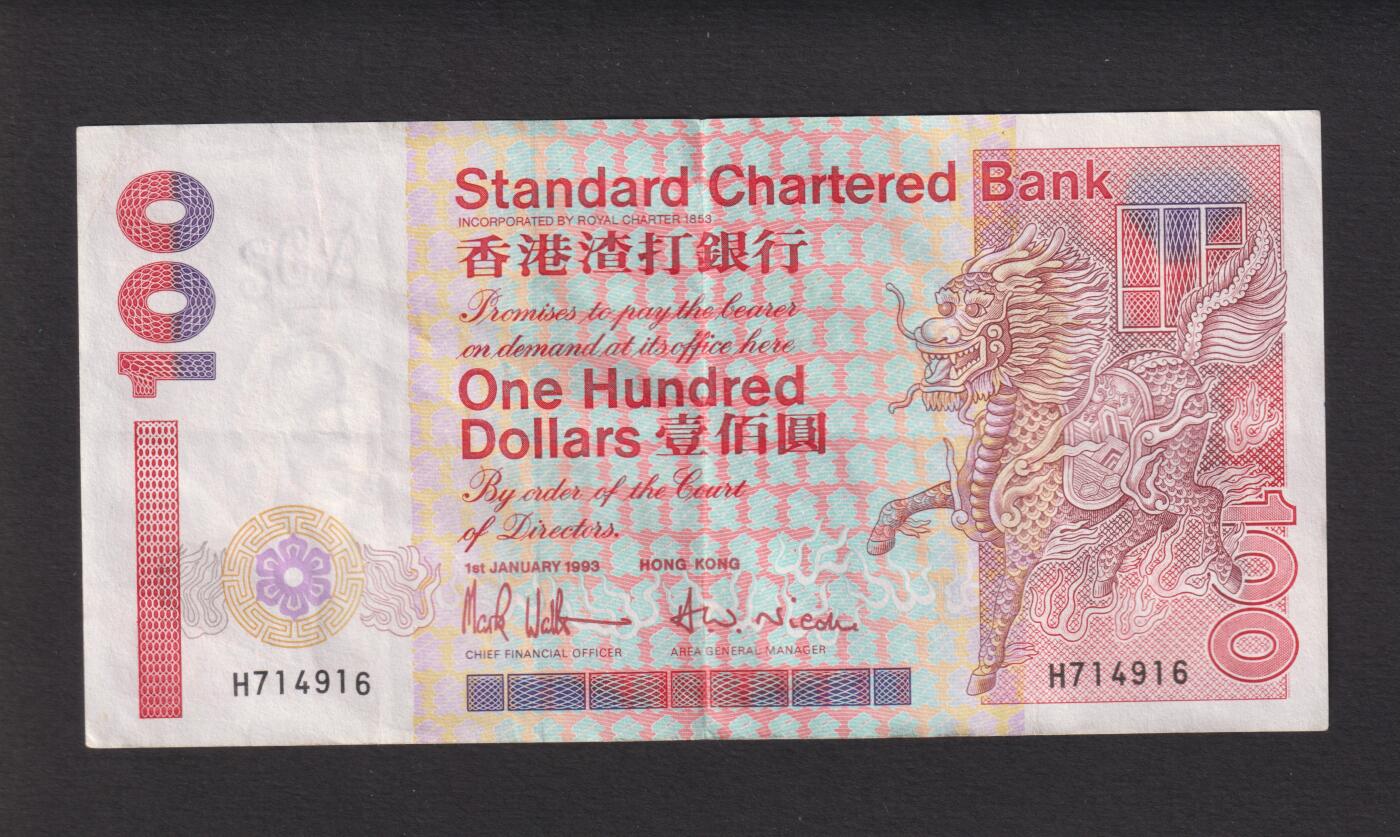 100
Standard Chartered Bank
INCORPORATED BY ROYAL CHARTER 1853
香港渣打銀行
Promises to pay the bearer
on demand at its office here
One Hundred
Dollars 壹佰圓
By order of the Court
of Directors.
1st JANUARY 1993 HONG KONG
CHIEF FINANCIAL OFFICER AREA GENERAL MANAGER
H714916 H714916
100